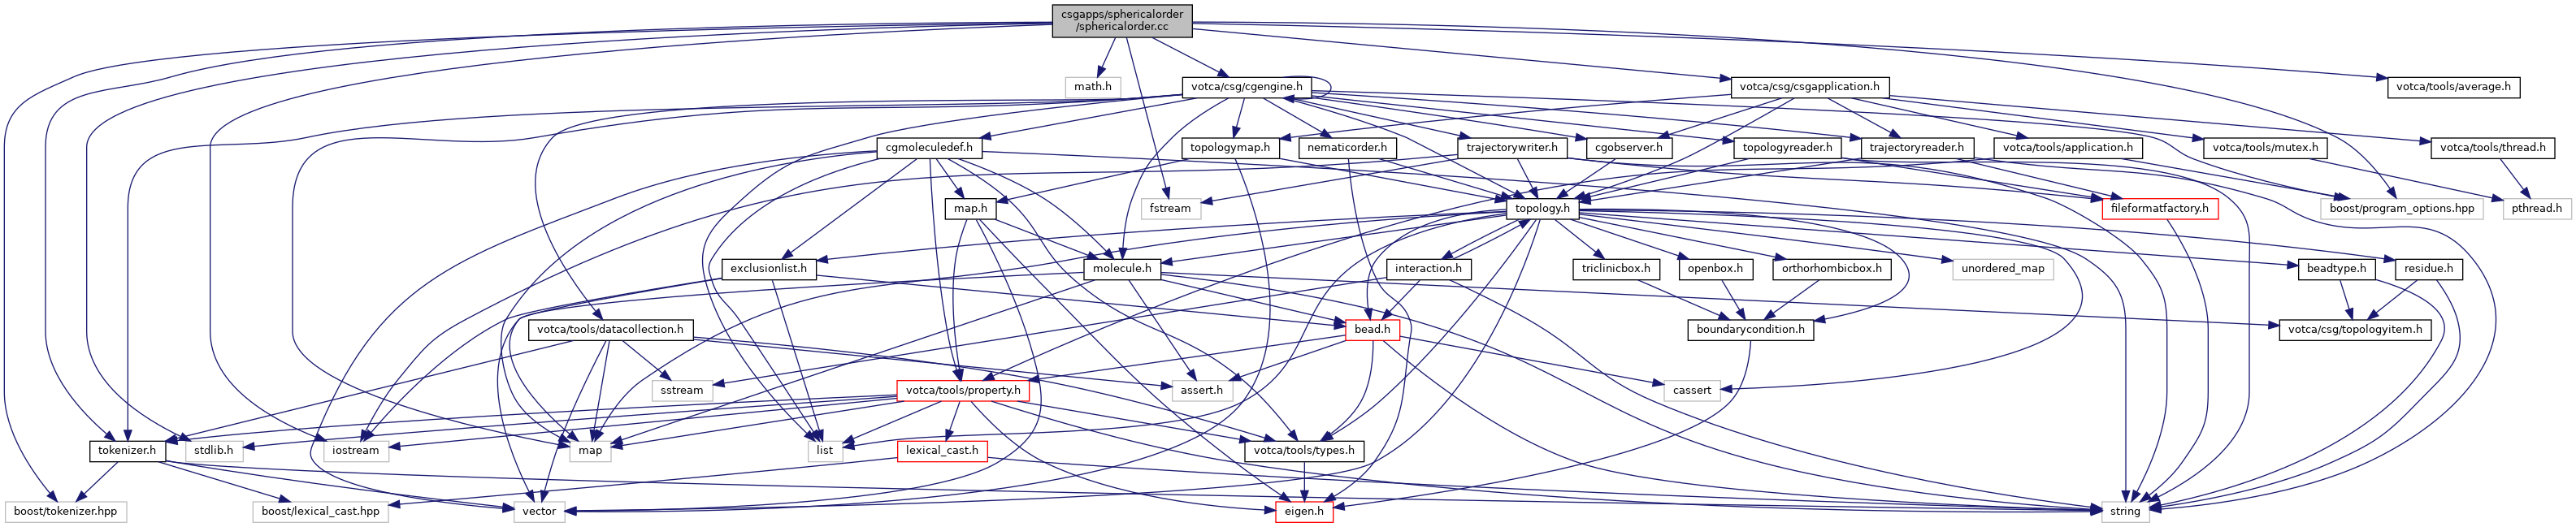 csgapps/sphericalorder
/sphericalorder.cc
math.h
votca/csg/cgengine.h
votca/csg/csgapplication.h
votca/tools/average.h
cgmoleculedef.h
topologymap.h
nematicorder.h
trajectorywriter.h
cgobserver.h
topologyreader.h
trajectoryreader.h
votca/tools/application.h
votca/tools/mutex.h
votca/tools/thread.h
map.h
fstream
topology.h
fileformatfactory.h
boost/program_options.hpp
pthread.h
exclusionlist.h
molecule.h
interaction.h
triclinicbox.h
openbox.h
orthorhombicbox.h
unordered_map
beadtype.h
residue.h
votca/tools/datacollection.h
bead.h
boundarycondition.h
votca/csg/topologyitem.h
sstream
votca/tools/property.h
assert.h
cassert
tokenizer.h
stdlib.h
iostream
map
list
lexical_cast.h
votca/tools/types.h
boost/tokenizer.hpp
boost/lexical_cast.hpp
vector
eigen.h
string